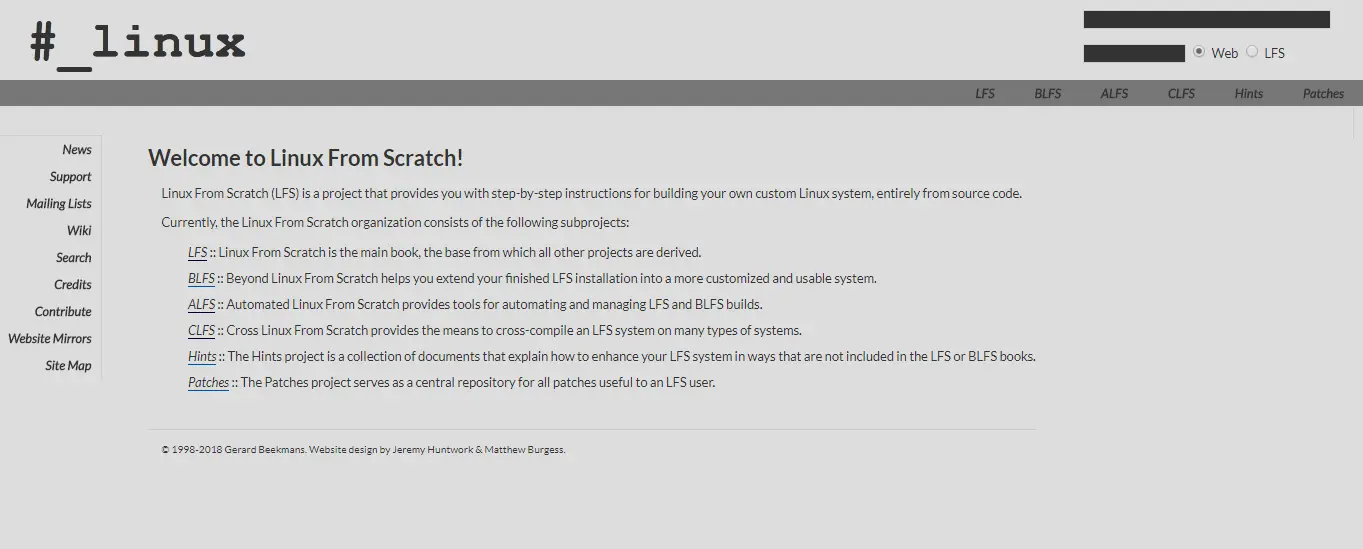 #_linux
Web LFS
LFS BLFS ALFS CLFS Hints Patches
News
Support
Mailing Lists
Wiki
Search
Credits
Contribute
Website Mirrors
Site Map
Welcome to Linux From Scratch!
Linux From Scratch (LFS) is a project that provides you with step-by-step instructions for building your own custom Linux system, entirely from source code.
Currently, the Linux From Scratch organization consists of the following subprojects:
LFS :: Linux From Scratch is the main book, the base from which all other projects are derived.
BLFS :: Beyond Linux From Scratch helps you extend your finished LFS installation into a more customized and usable system.
ALFS :: Automated Linux From Scratch provides tools for automating and managing LFS and BLFS builds.
CLFS :: Cross Linux From Scratch provides the means to cross-compile an LFS system on many types of systems.
Hints :: The Hints project is a collection of documents that explain how to enhance your LFS system in ways that are not included in the LFS or BLFS books.
Patches :: The Patches project serves as a central repository for all patches useful to an LFS user.
© 1998-2018 Gerard Beekmans. Website design by Jeremy Huntwork & Matthew Burgess.